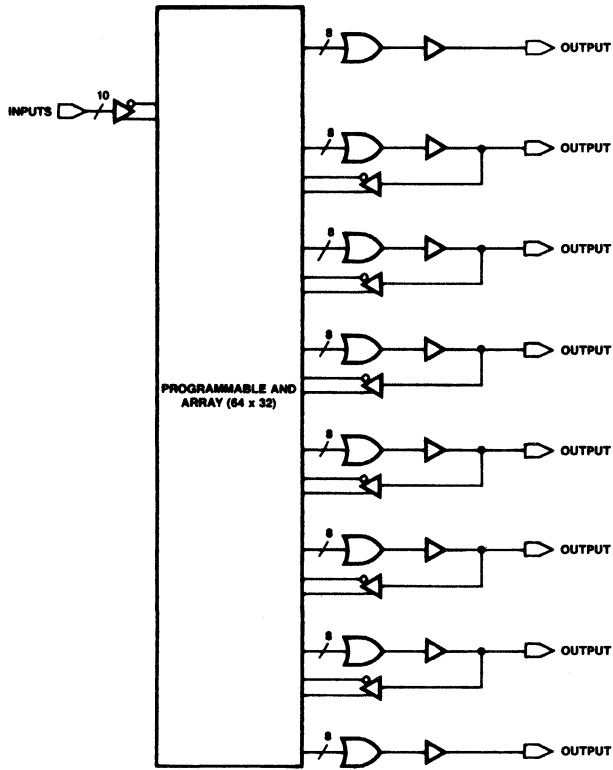 8
OUTPUT
10
INPUTS
8
OUTPUT
8
OUTPUT
8
OUTPUT
PROGRAMMABLE AND
ARRAY (64 x 32)
8
OUTPUT
8
OUTPUT
8
OUTPUT
8
OUTPUT